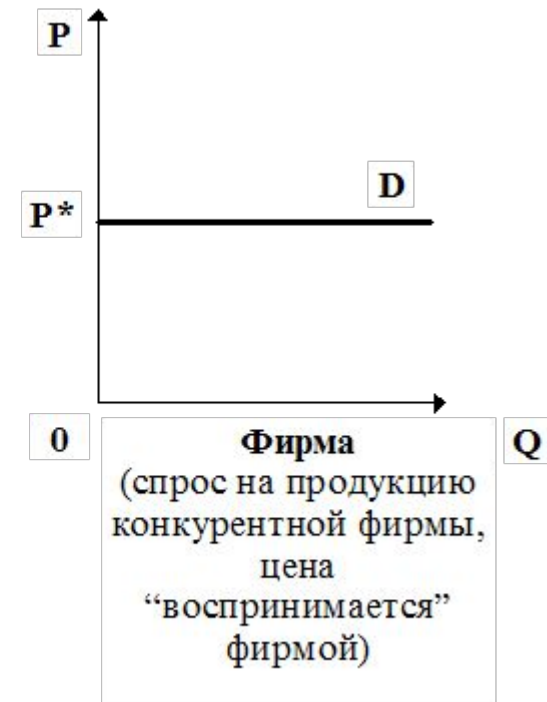 P
D
P*
0
Q
Фирма
(спрос на продукцию
конкурентной фирмы,
цена
“воспринимается”
фирмой)